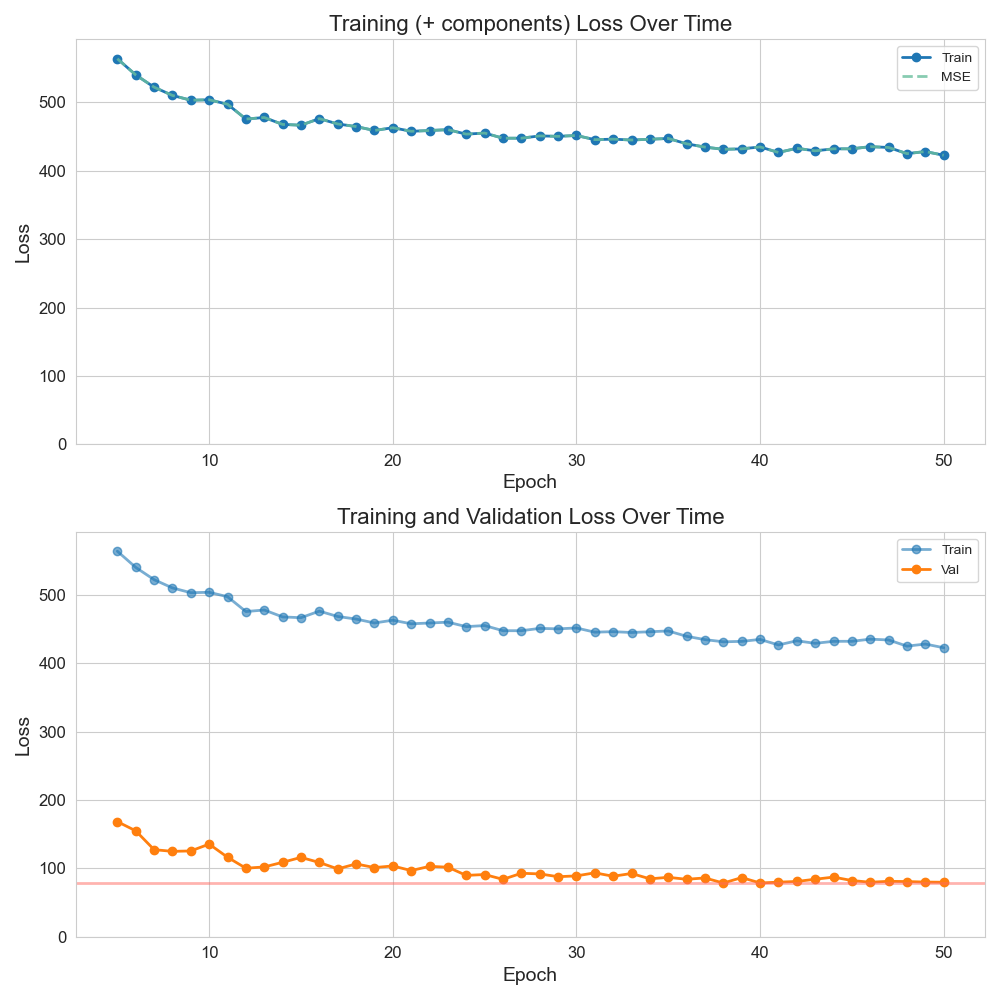 Training (+ components) Loss Over Time
Train
MSE
500
400
300
200
100
0
Loss
10
20
30
40
50
Epoch
Training and Validation Loss Over Time
Train
Val
500
400
300
200
100
0
Loss
10
20
30
40
50
Epoch